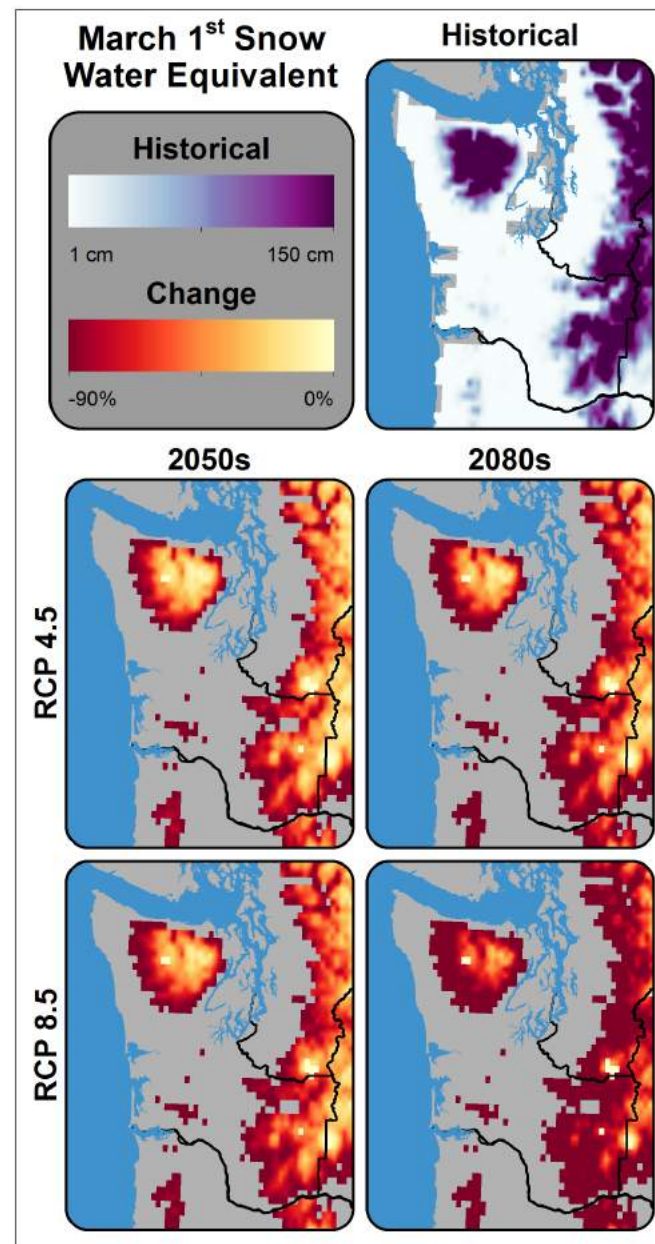 March 1st Snow
Water Equivalent
Historical
Historical
1 cm 150 cm
Change
-90% 0%
2050s 2080s
RCP 4.5
RCP 8.5